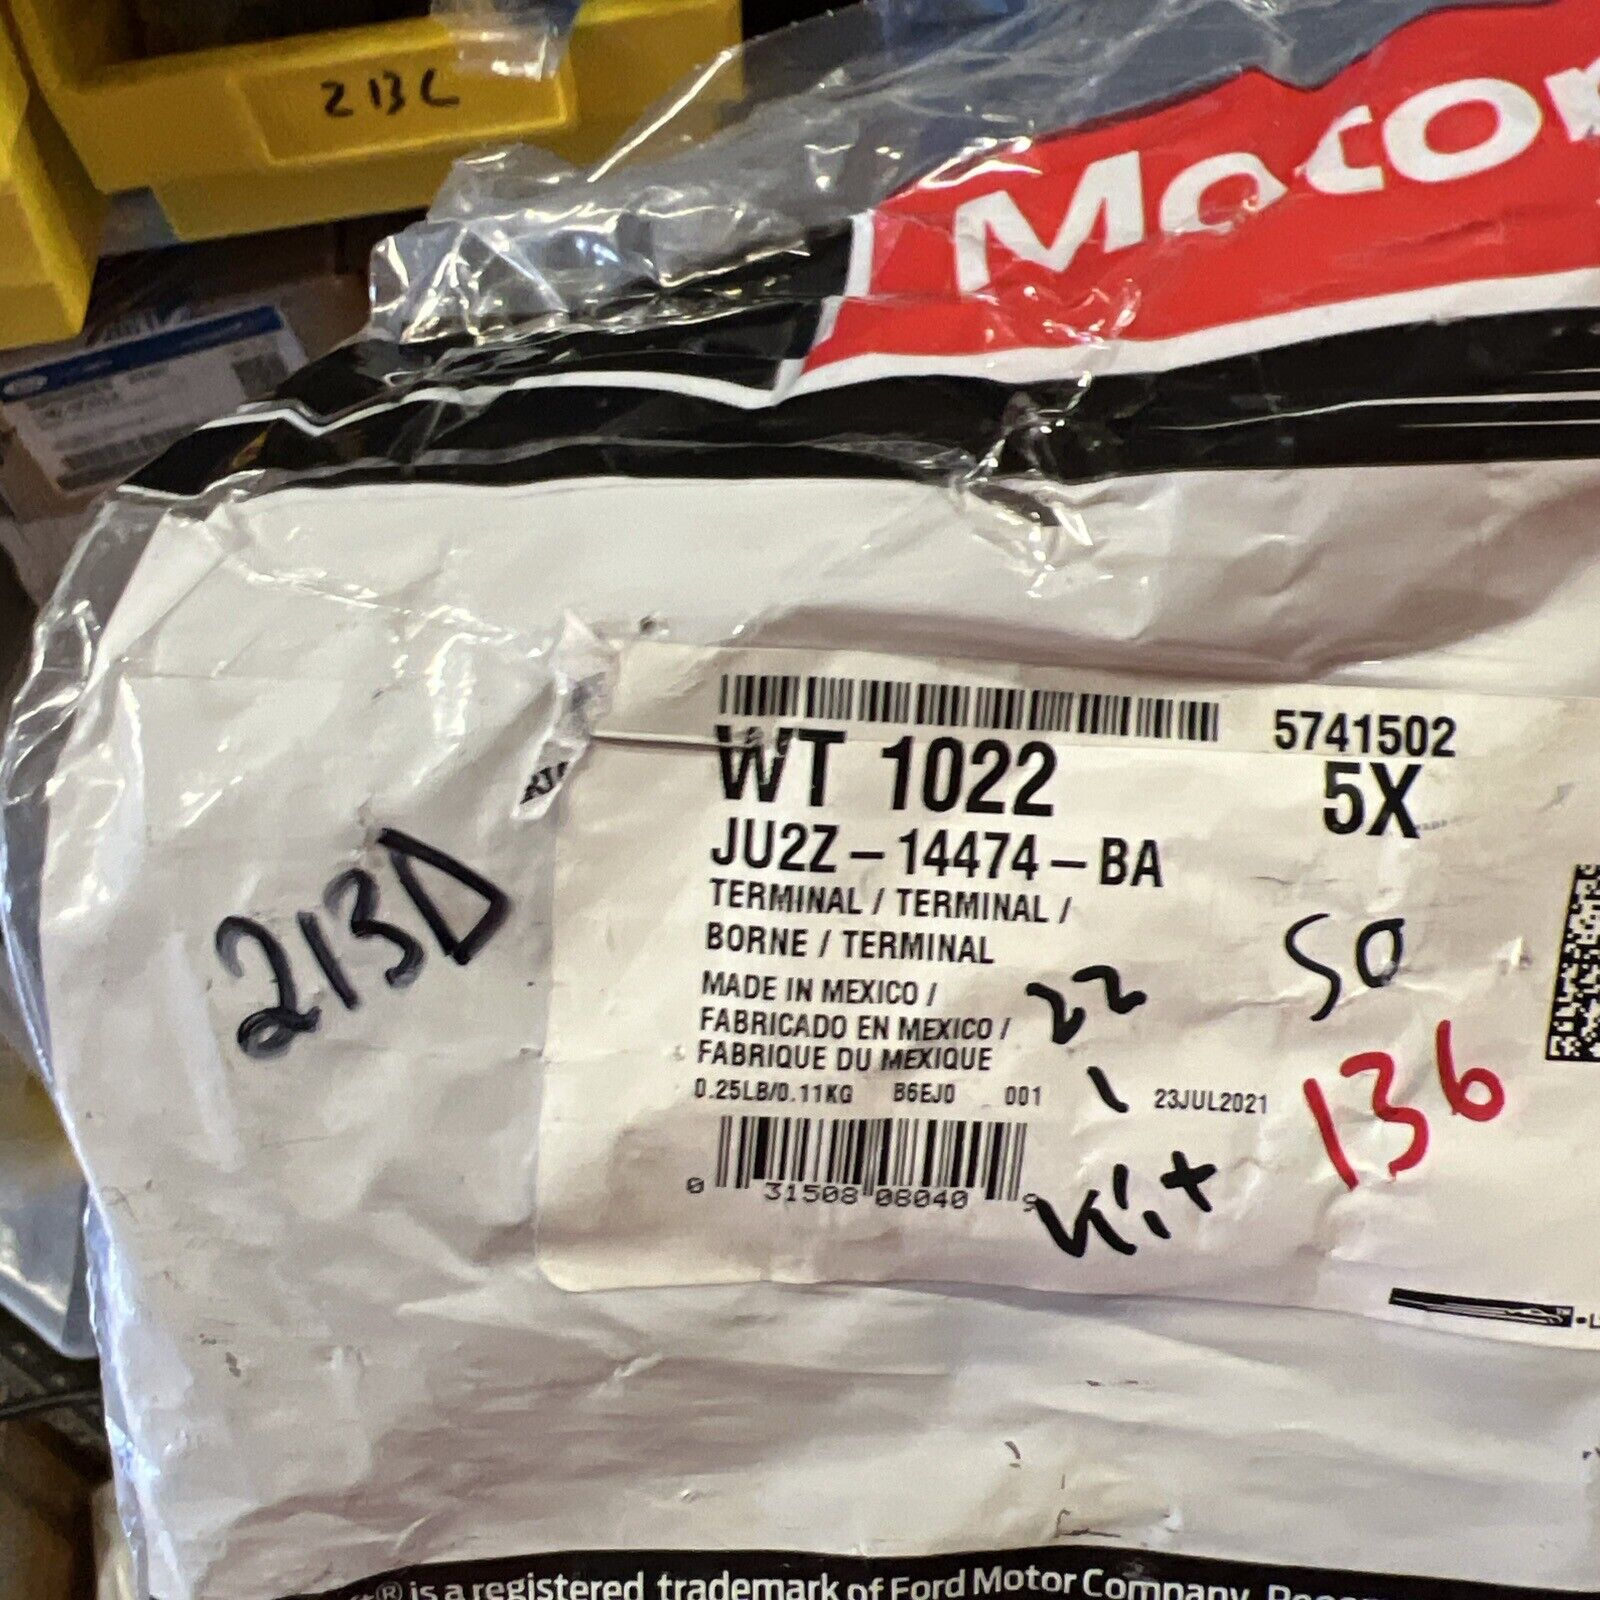 213C
Motor
5741502
WT 1022
5X
JU2Z-14474-BA
TERMINAL / TERMINAL /
BORNE / TERMINAL
213D
50
MADE IN MEXICO /
22
FABRICADO EN MEXICO /
FABRIQUE DU MEXIQUE
0.25LB/0.11KG B6EJ0 001
1
23JUL2021
136
0 31508 08040 9
Kit
® is a registered trademark of Ford Motor Company.